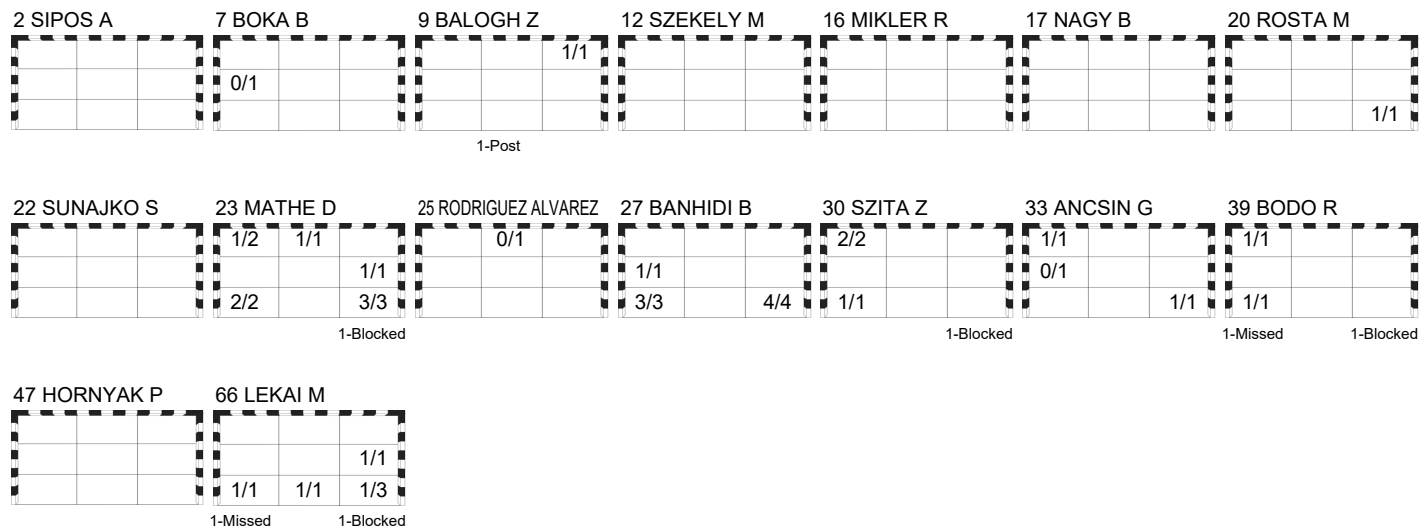 2 SIPOS A 7 BOKA B 9 BALOGH Z 12 SZEKELY M 16 MIKLER R 17 NAGY B 20 ROSTA M
1/1
0/1
1/1
1-Post
22 SUNAJKO S 23 MATHE D 25 RODRIGUEZ ALVAREZ 27 BANHIDI B 30 SZITA Z 33 ANCSIN G 39 BODO R
1/2 1/1 0/1 2/2 1/1 1/1
1/1 1/1 0/1
2/2 3/3 3/3 4/4 1/1 1/1 1/1
1-Blocked 1-Blocked 1-Missed 1-Blocked
47 HORNYAK P 66 LEKAI M
1/1
1/1 1/1 1/3
1-Missed 1-Blocked